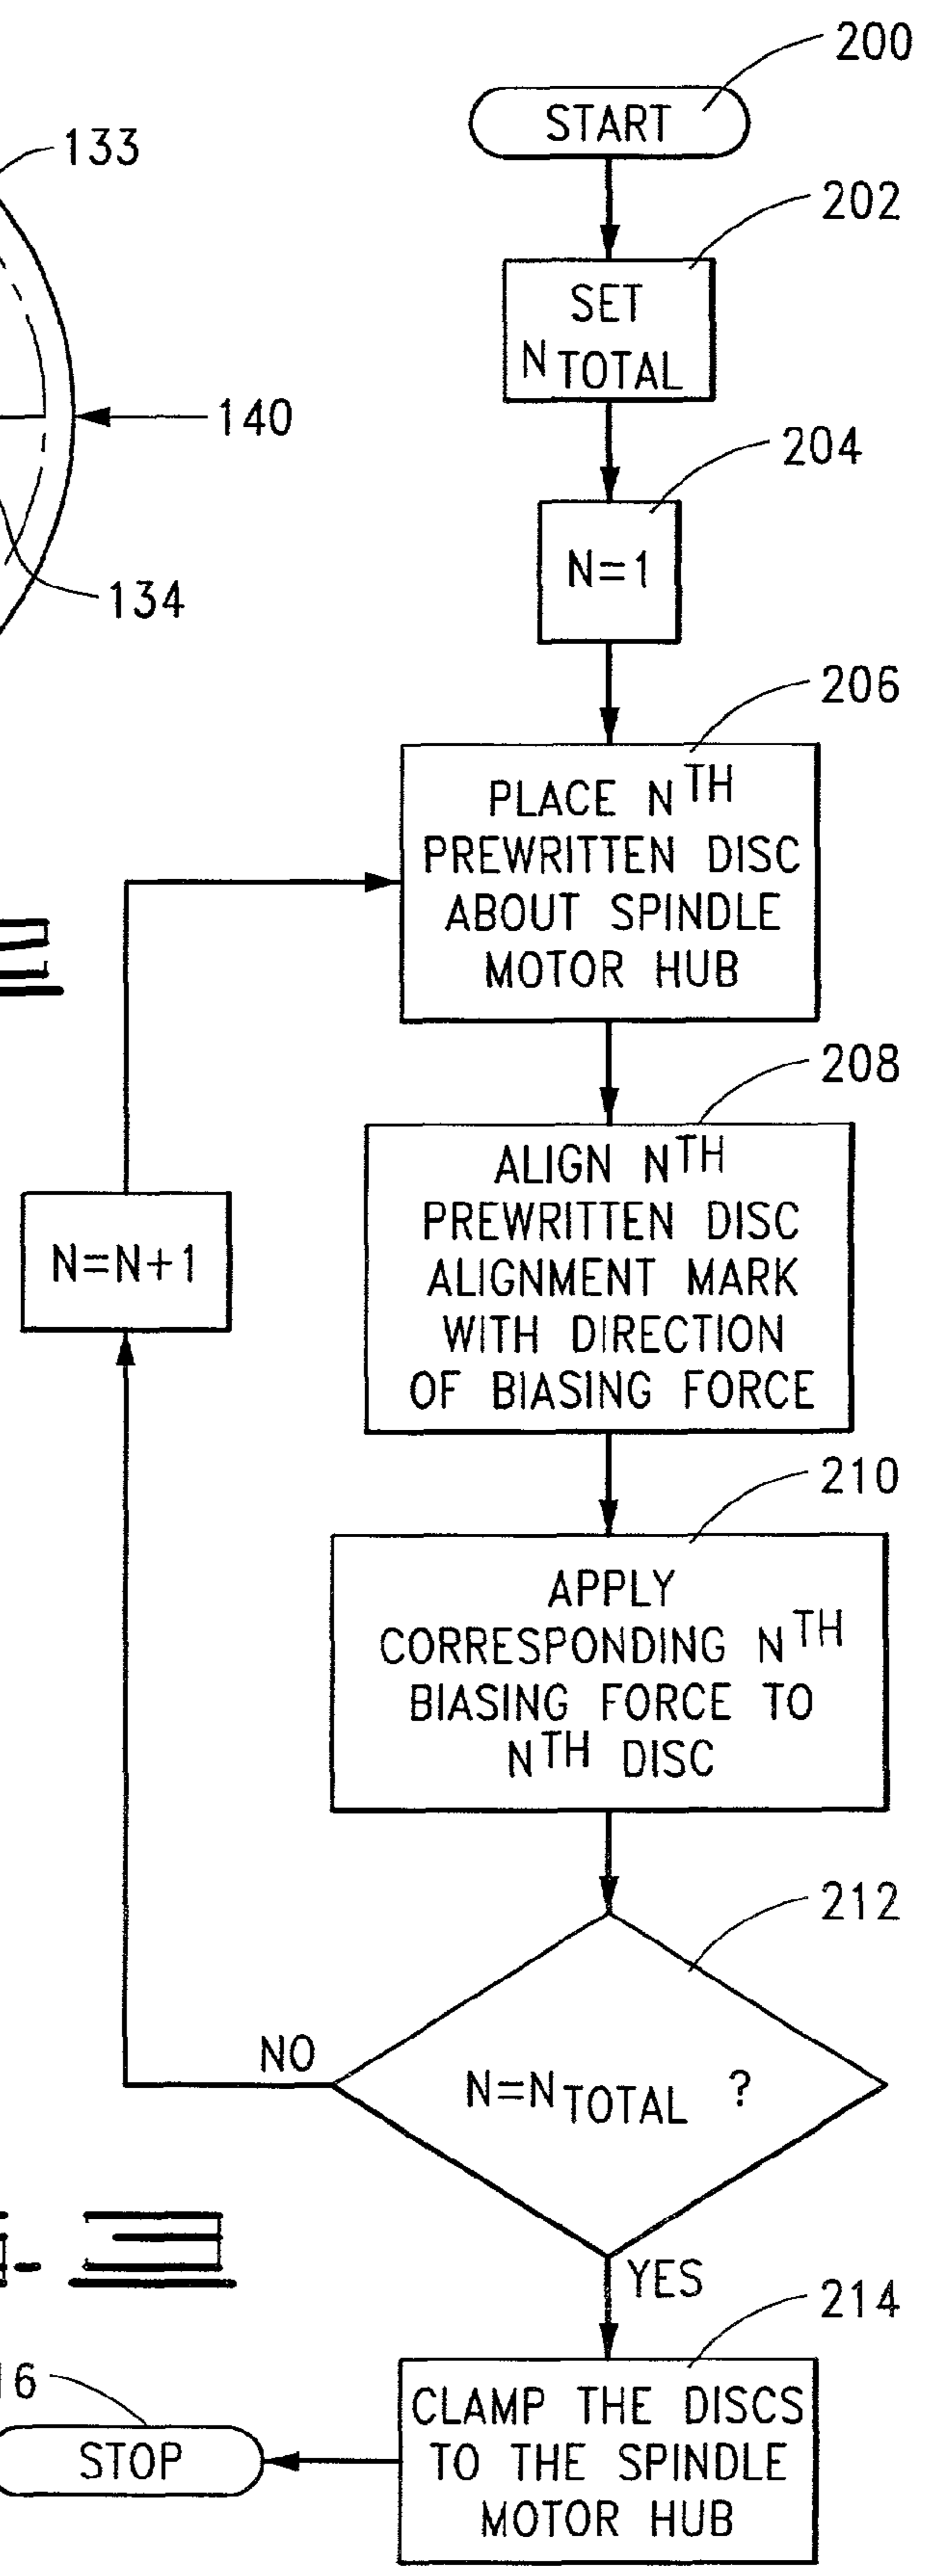 200
START
133
202
SET
N TOTAL
140
204
N=1
134
206
PLACE N TH
PREWRITTEN DISC
ABOUT SPINDLE
MOTOR HUB
208
ALIGN N TH
PREWRITTEN DISC
ALIGNMENT MARK
WITH DIRECTION
OF BIASING FORCE
N=N+1
210
APPLY
CORRESPONDING N TH
BIASING FORCE TO
N TH DISC
212
NO
N=N TOTAL ?
YES
214
CLAMP THE DISCS
TO THE SPINDLE
MOTOR HUB
16
STOP